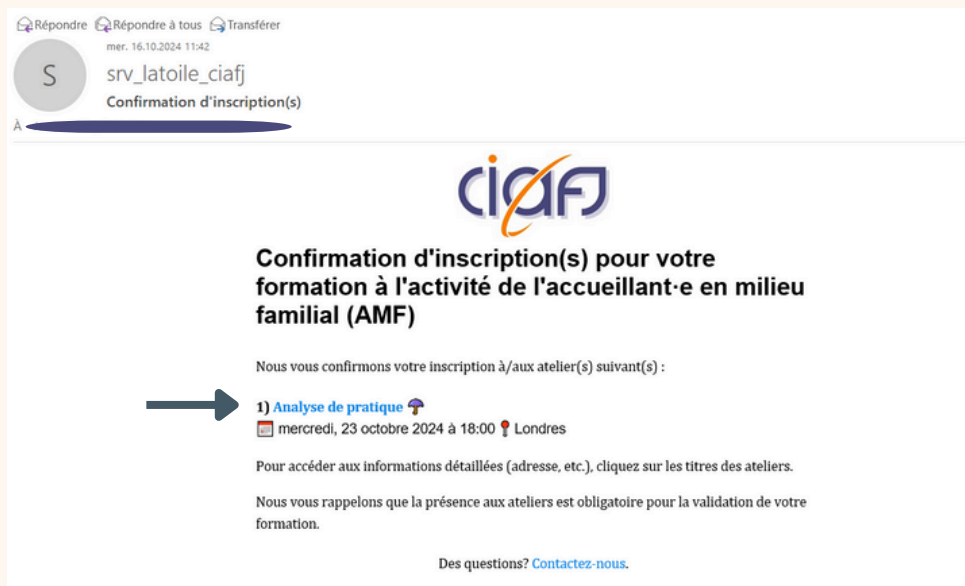 Répondre Répondre à tous Transférer
mer. 16.10.2024 11:42
S
srv_latoile_ciafj
Confirmation d'inscription(s)
À
ciafJ
Confirmation d'inscription(s) pour votre
formation à l'activité de l'accueillant·e en milieu
familial (AMF)
Nous vous confirmons votre inscription à/aux atelier(s) suivant(s) :
1) Analyse de pratique
mercredi, 23 octobre 2024 à 18:00 Londres
Pour accéder aux informations détaillées (adresse, etc.), cliquez sur les titres des ateliers.
Nous vous rappelons que la présence aux ateliers est obligatoire pour la validation de votre
formation.
Des questions? Contactez-nous.